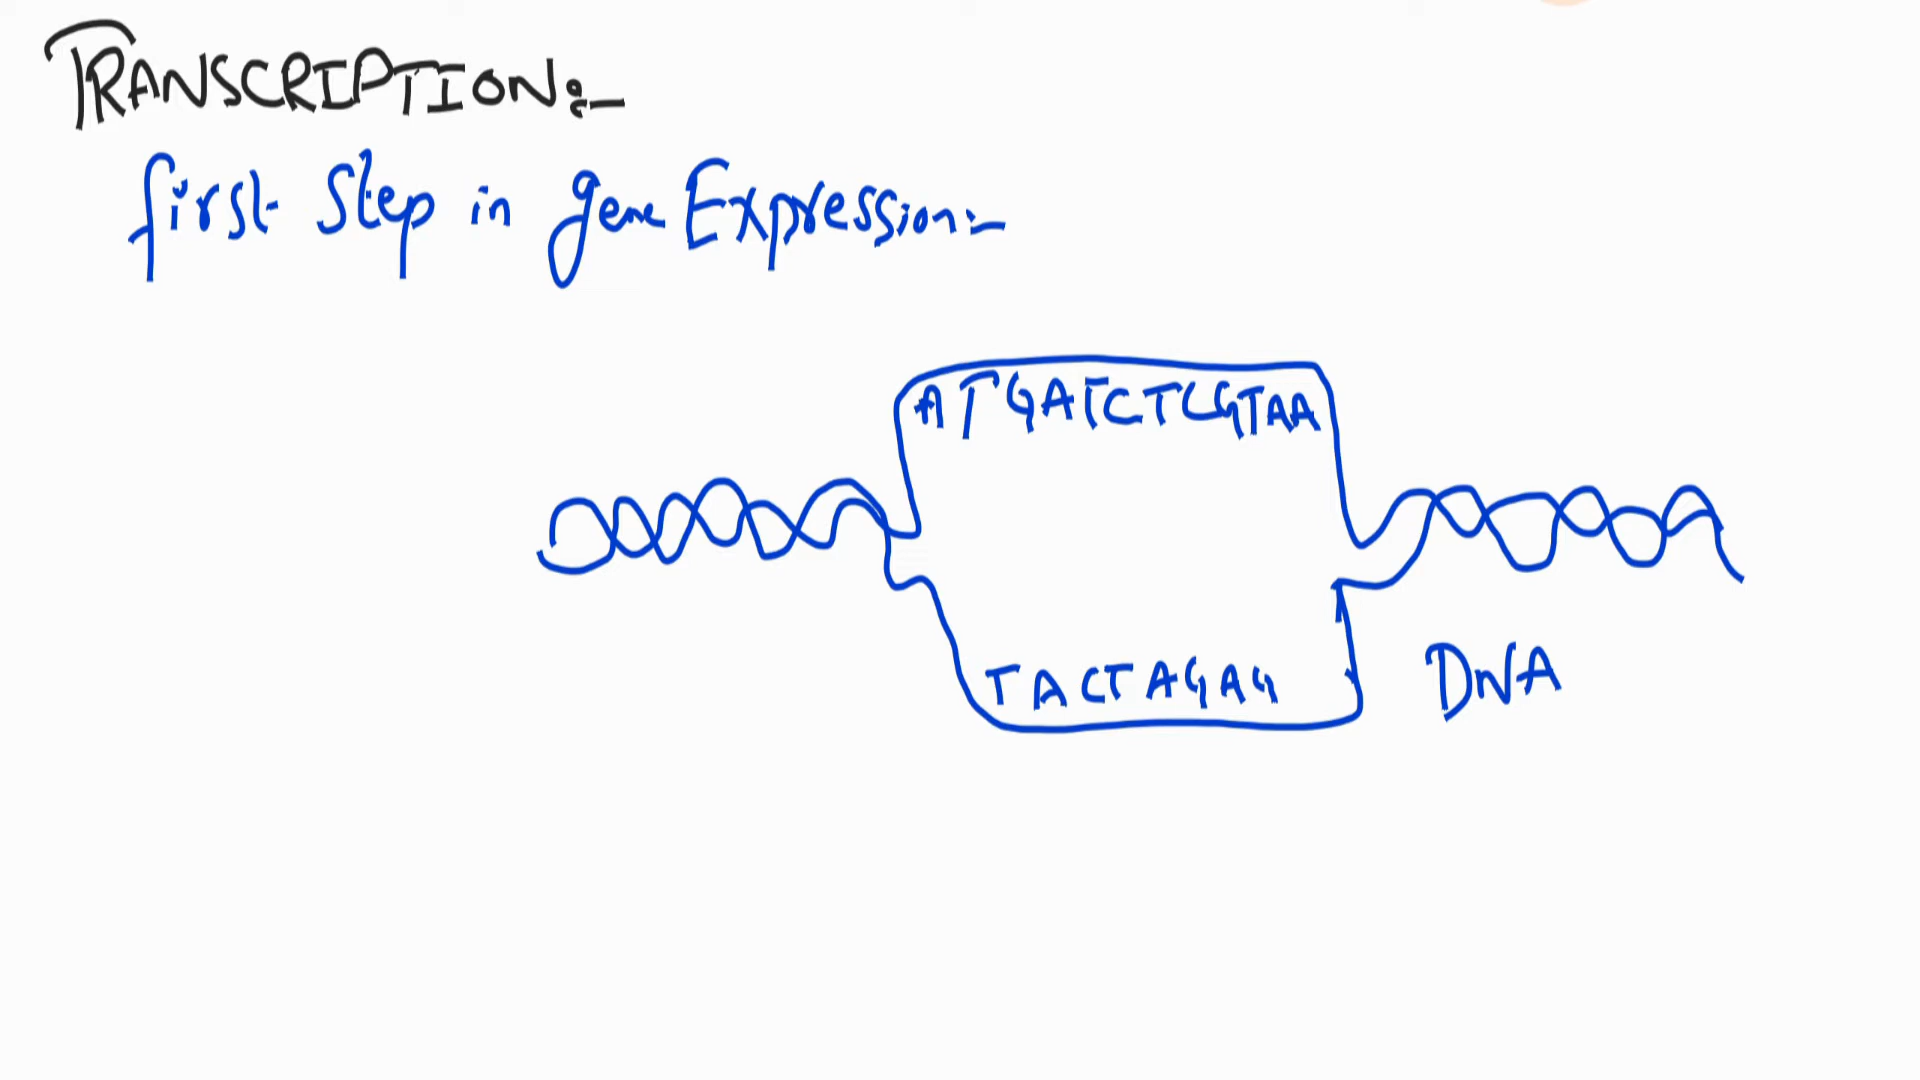 TRANSCRIPTION:-
first Step in gene Expression:-
ATGATCTCGTAA
TACTAGAG
DNA